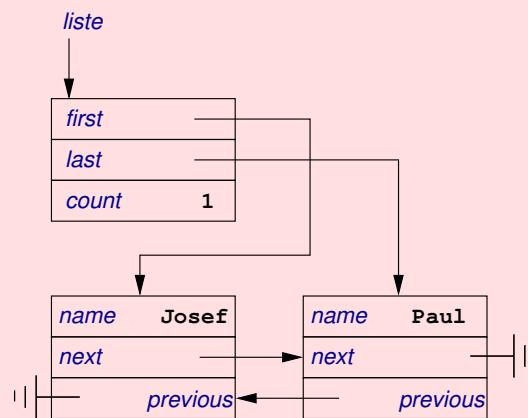 liste
first
last
count 1
name Josef
next
previous
name Paul
next
previous